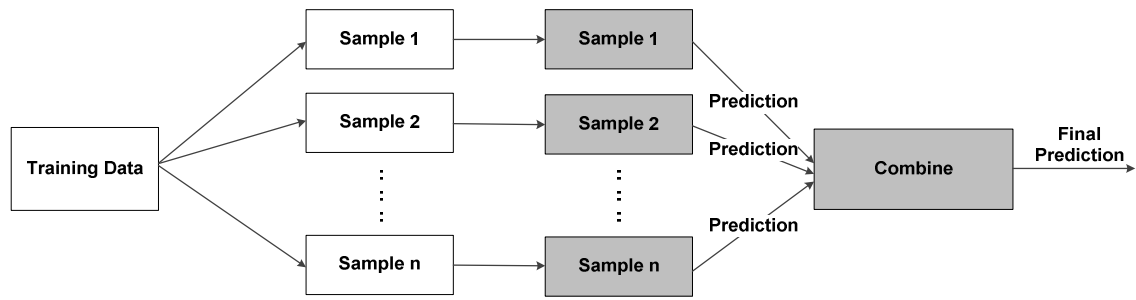 Training Data
Sample 1
Sample 2
Sample n
Sample 1
Sample 2
Sample n
Prediction
Prediction
Prediction
Combine
Final
Prediction